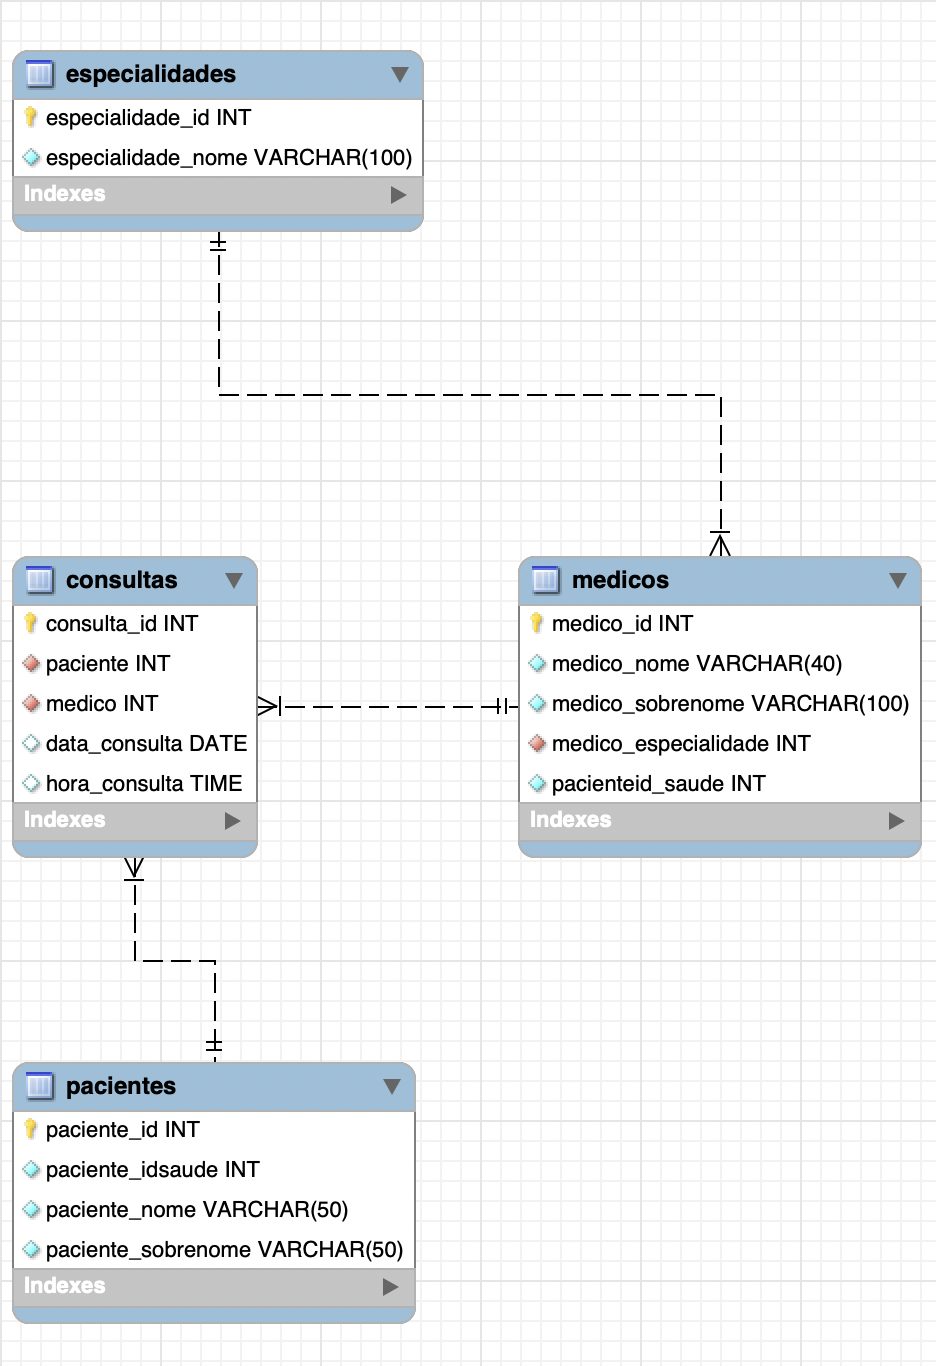 especialidades
especialidade_id INT
especialidade_nome VARCHAR(100)
Indexes
consultas
consulta_id INT
paciente INT
medico INT
data_consulta DATE
hora_consulta TIME
Indexes
medicos
medico_id INT
medico_nome VARCHAR(40)
medico_sobrenome VARCHAR(100)
medico_especialidade INT
pacienteid_saude INT
Indexes
pacientes
paciente_id INT
paciente_idsaude INT
paciente_nome VARCHAR(50)
paciente_sobrenome VARCHAR(50)
Indexes